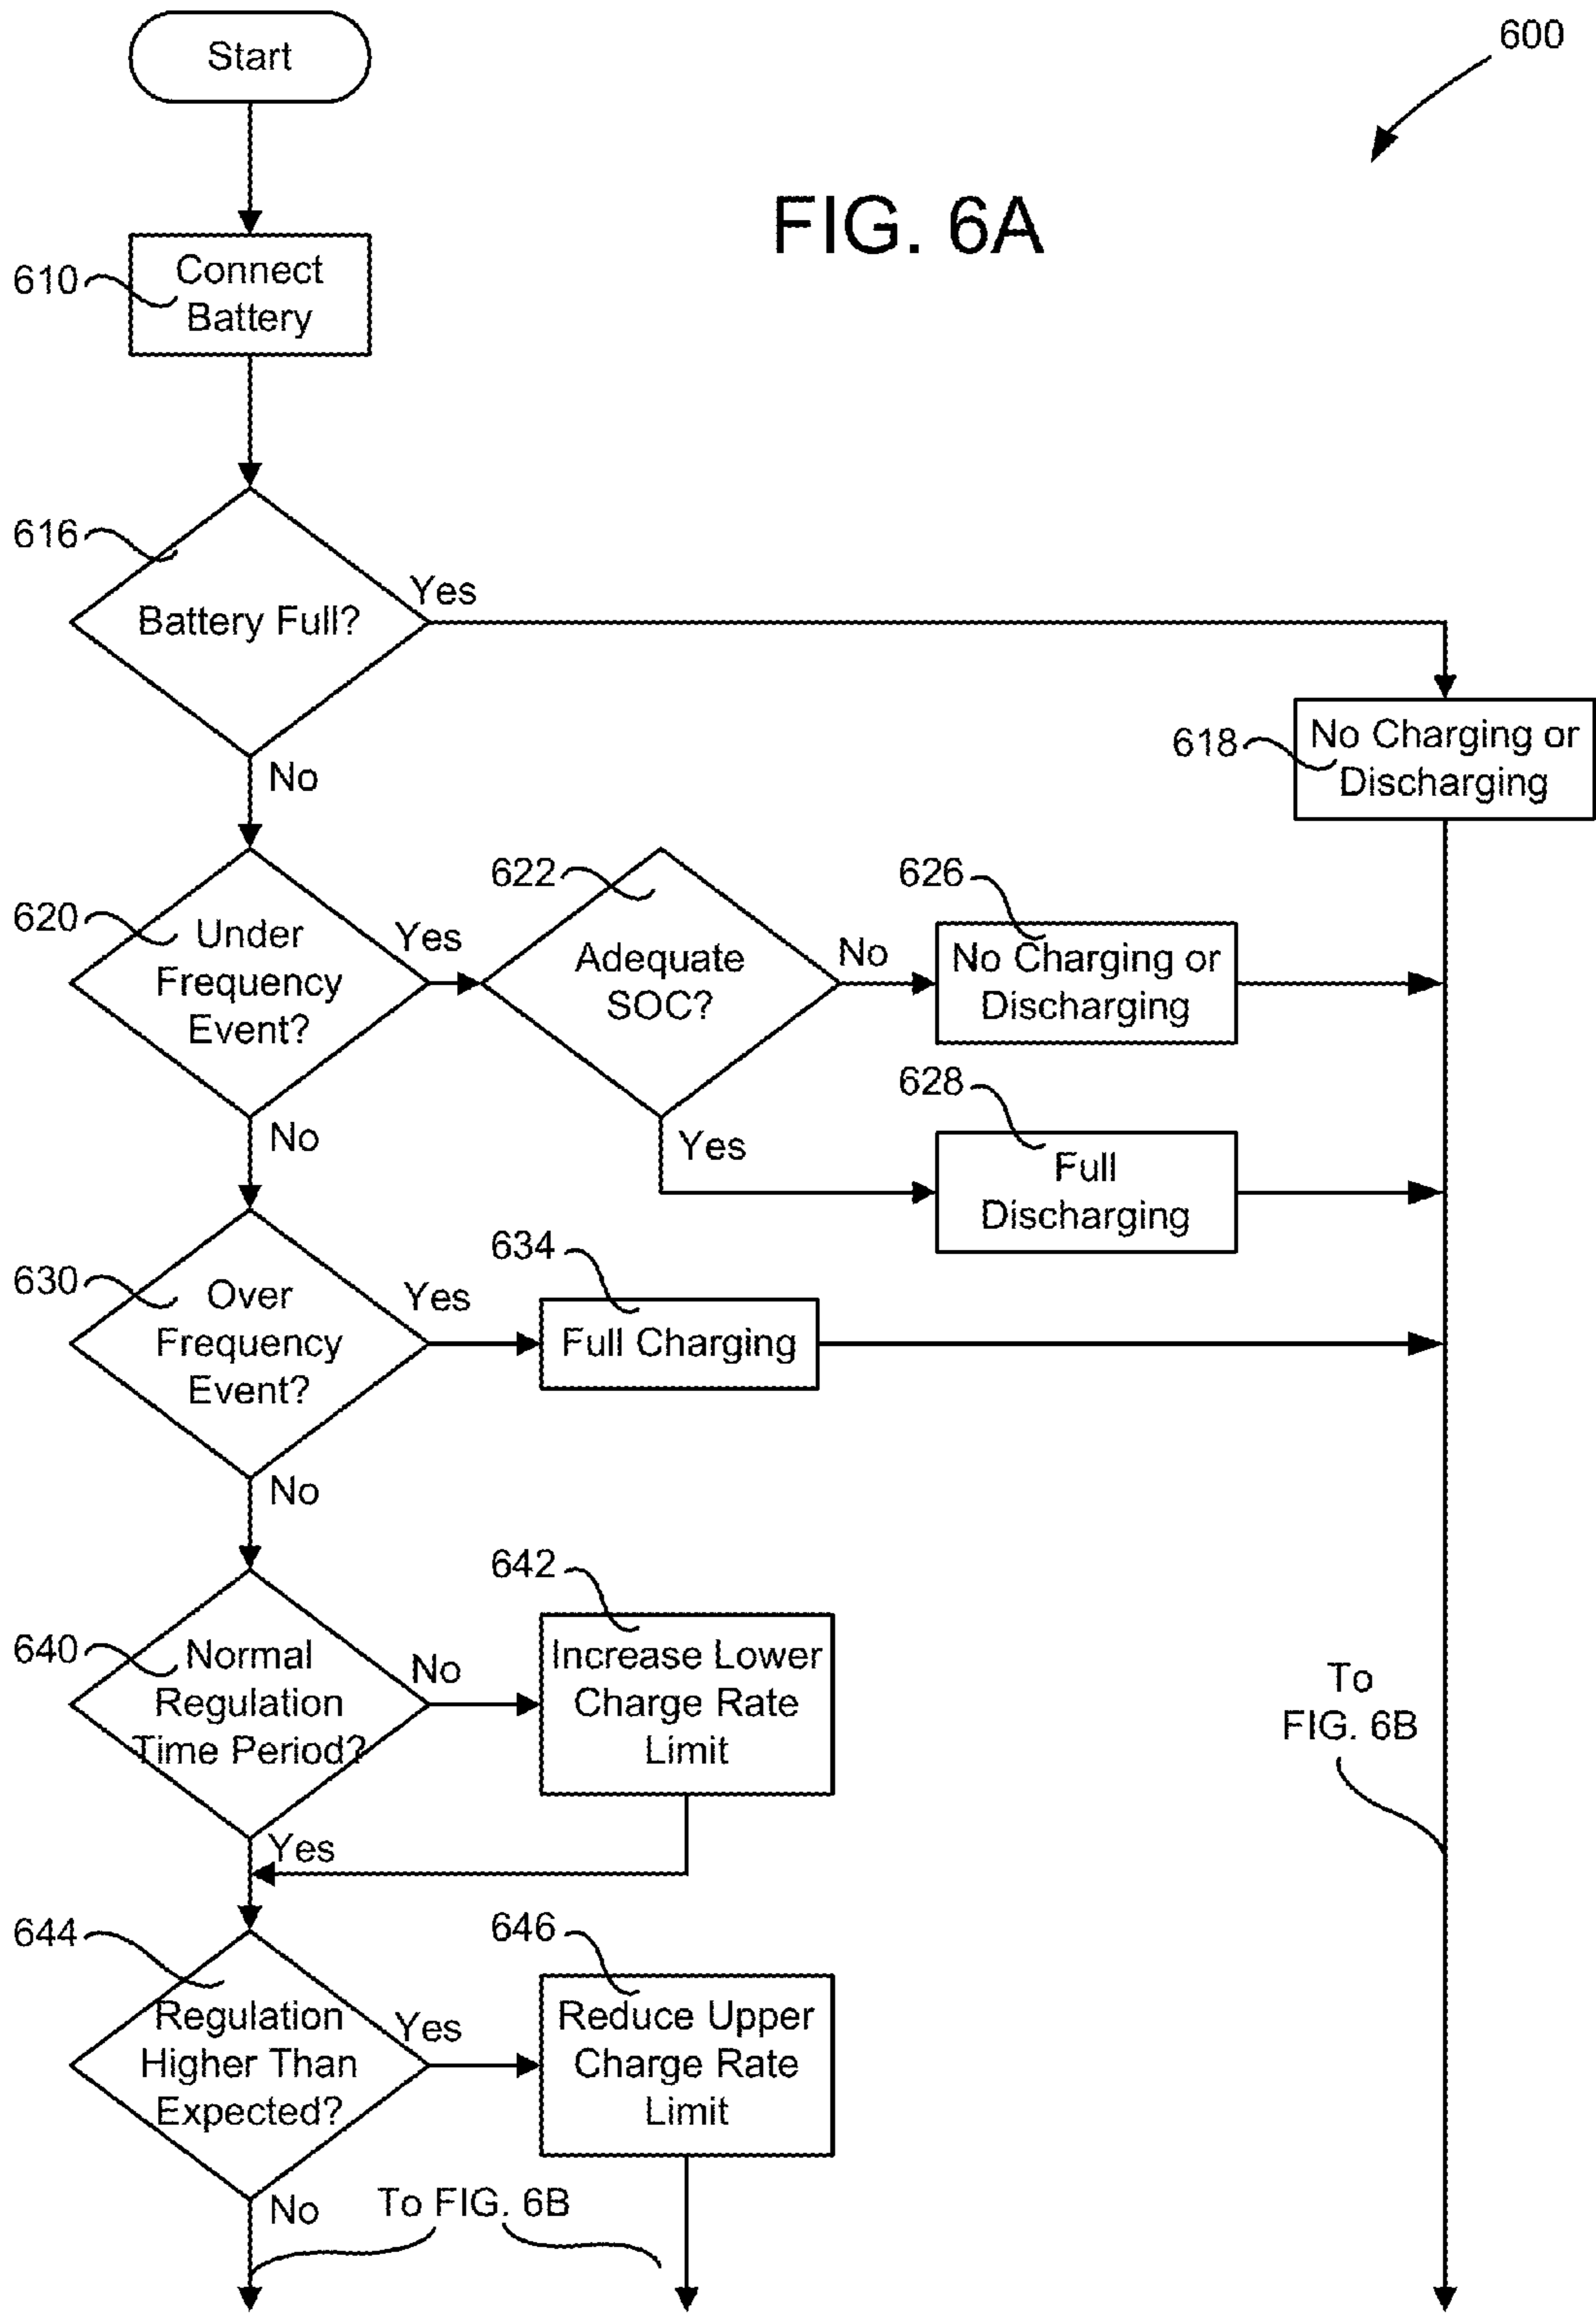 Start
600
FIG. 6A
610
Connect
Battery
616
Battery Full?
Yes
No
618
No Charging or
Discharging
620
Under
Frequency
Event?
Yes
No
622
Adequate
SOC?
No
Yes
626
No Charging or
Discharging
628
Full
Discharging
630
Over
Frequency
Event?
Yes
No
634
Full Charging
640
Normal
Regulation
Time Period?
No
Yes
642
Increase Lower
Charge Rate
Limit
To
FIG. 6B
644
Regulation
Higher Than
Expected?
Yes
No
646
Reduce Upper
Charge Rate
Limit
To FIG. 6B